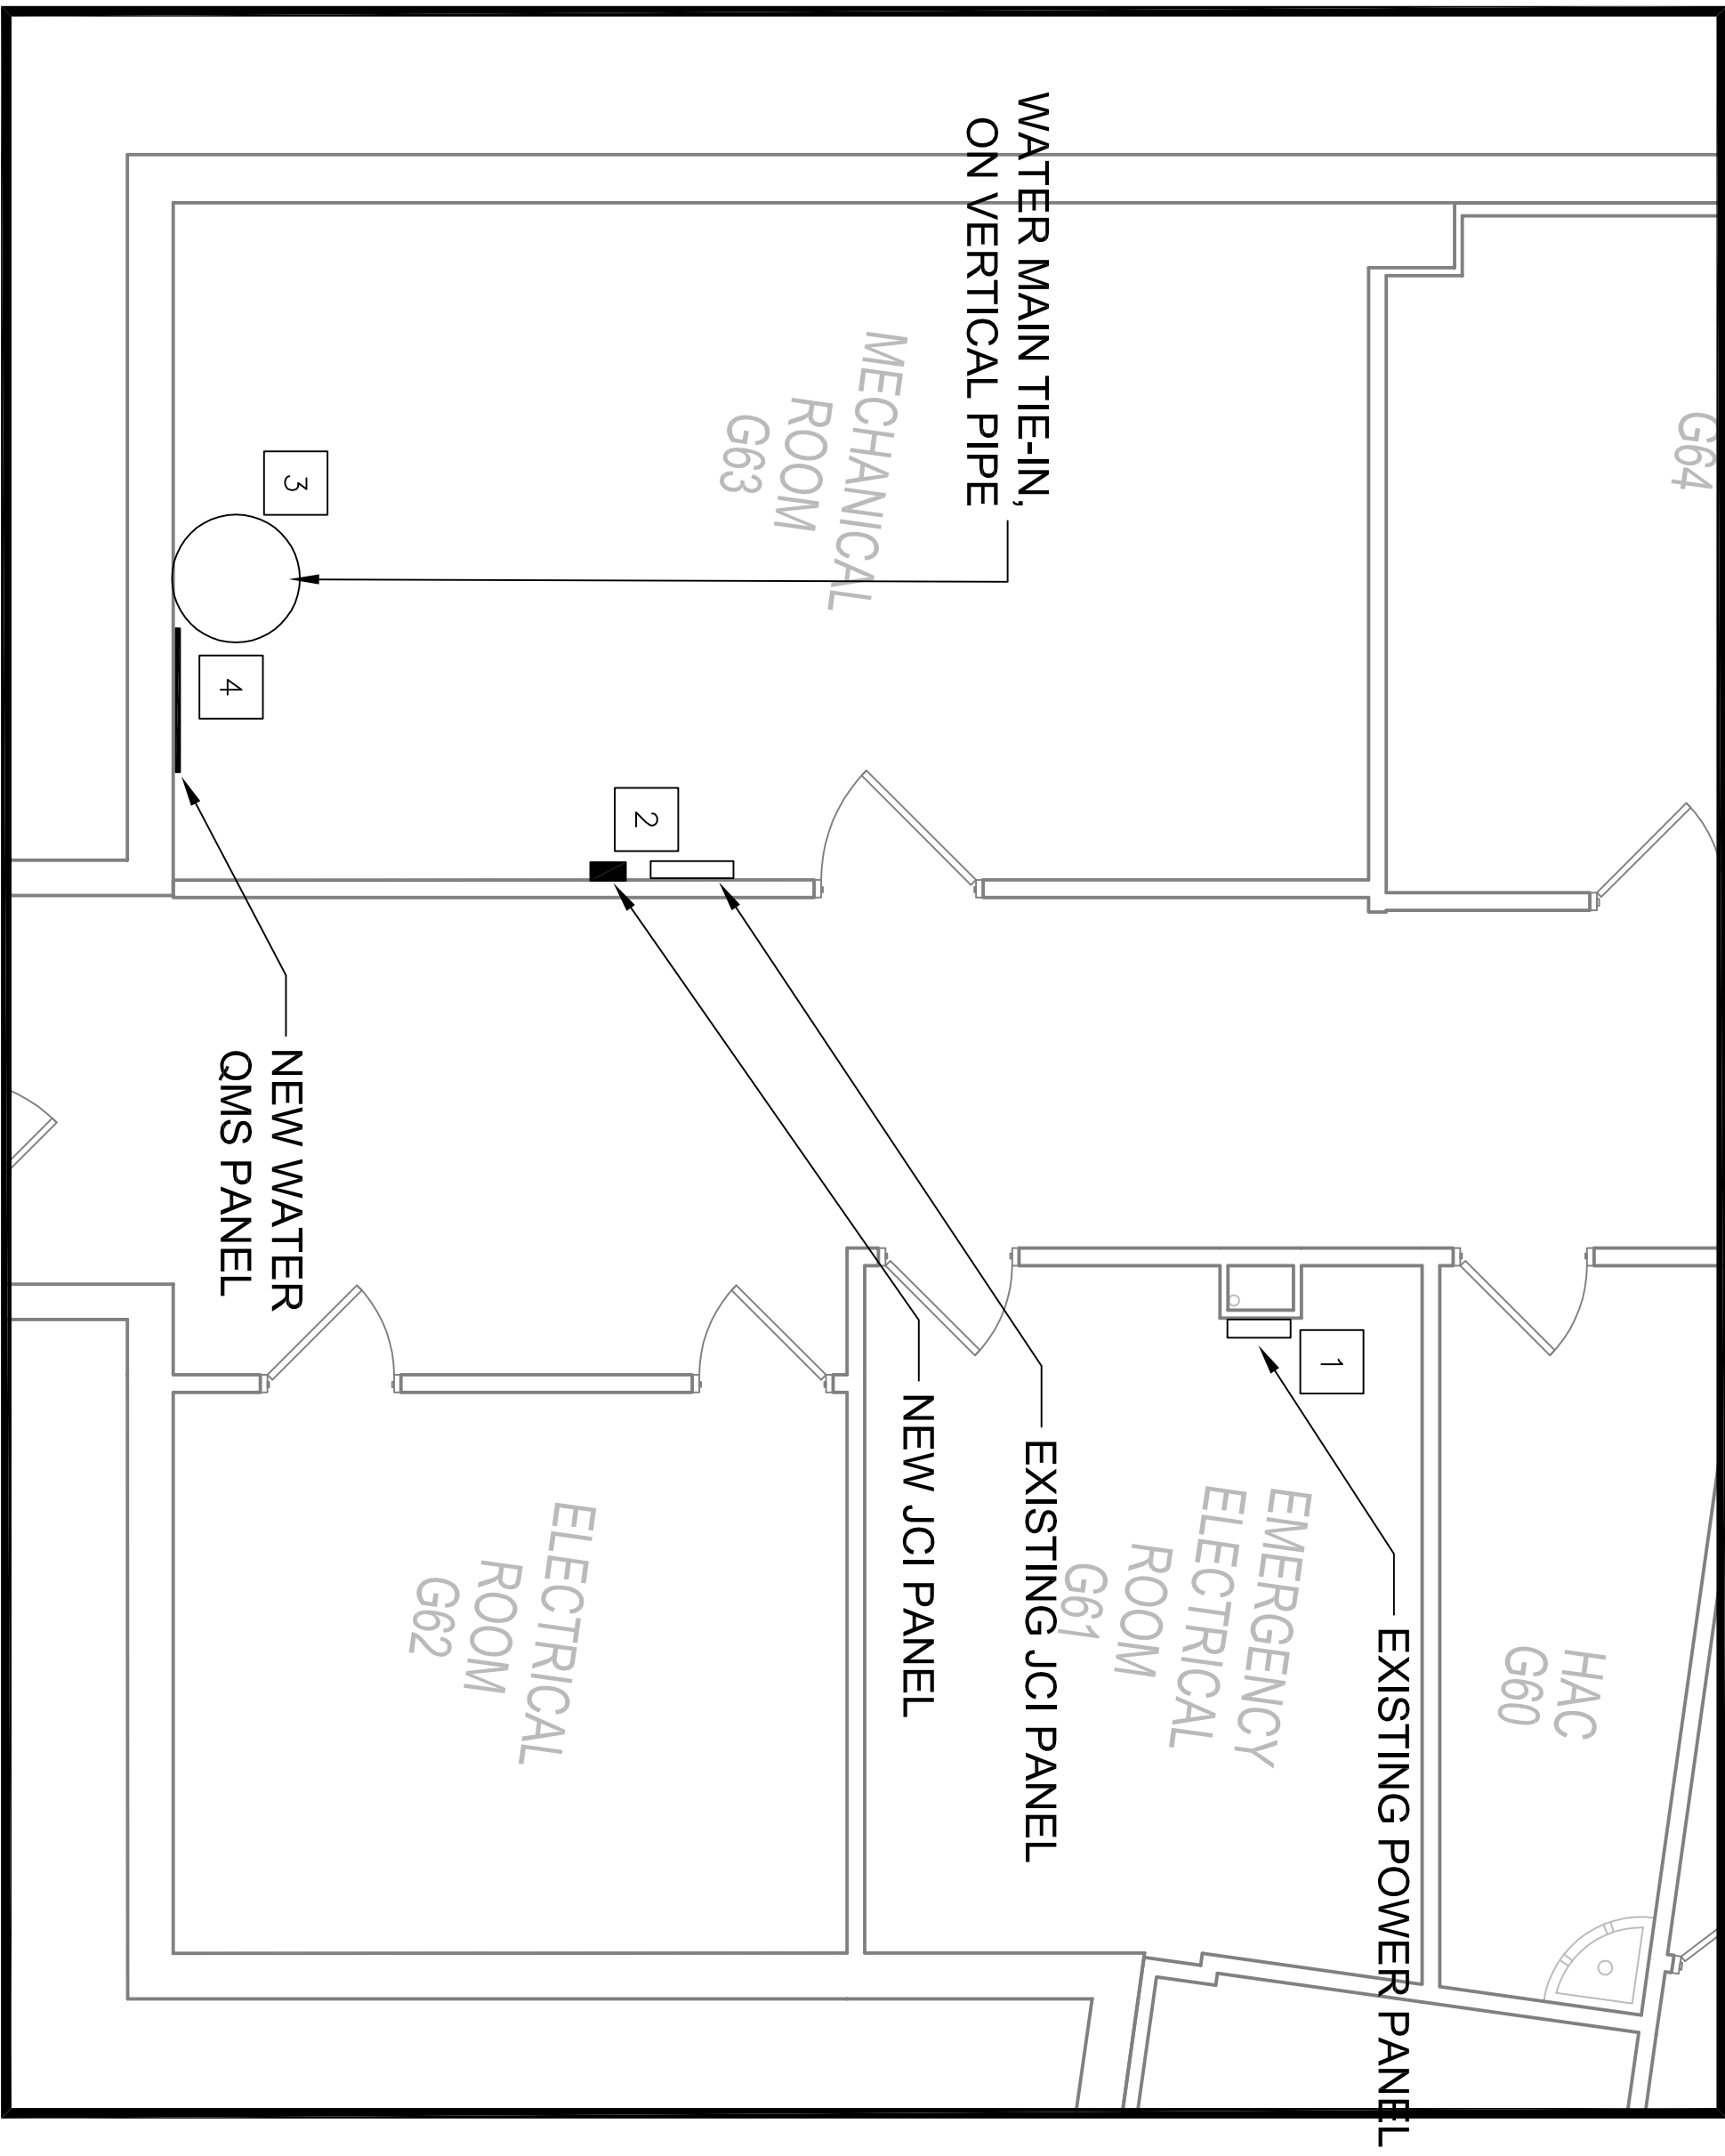 WATER MAIN TIE-IN,
ON VERTICAL PIPE
MECHANICAL
ROOM
G63
G64
3
4
2
1
NEW WATER
QMS PANEL
NEW JCI PANEL
EXISTING JCI PANEL
EXISTING POWER PANEL
EMERGENCY
ELECTRICAL
ROOM
G61
ELECTRICAL
ROOM
G62
HAC
G60